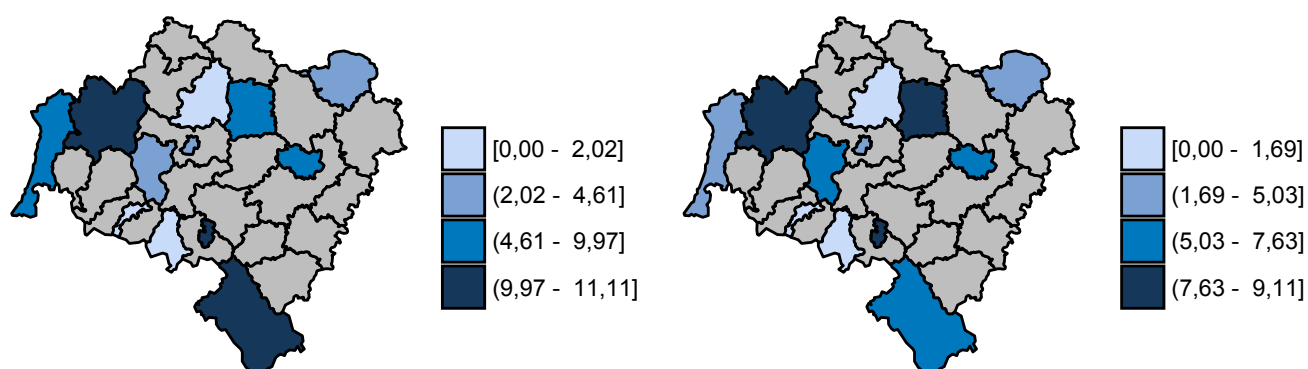 [0,00 - 2,02]
(2,02 - 4,61]
(4,61 - 9,97]
(9,97 - 11,11]
[0,00 - 1,69]
(1,69 - 5,03]
(5,03 - 7,63]
(7,63 - 9,11]